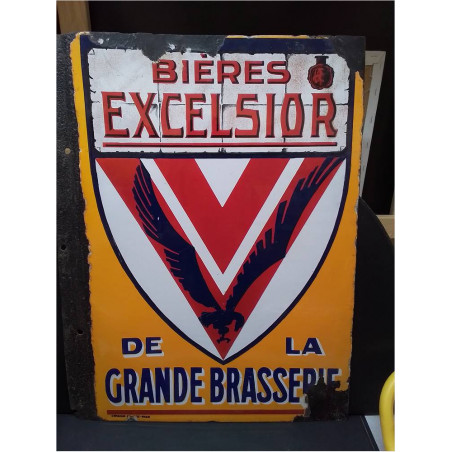 BIÈRES
EXCELSIOR
DE LA
GRANDE BRASSERIE